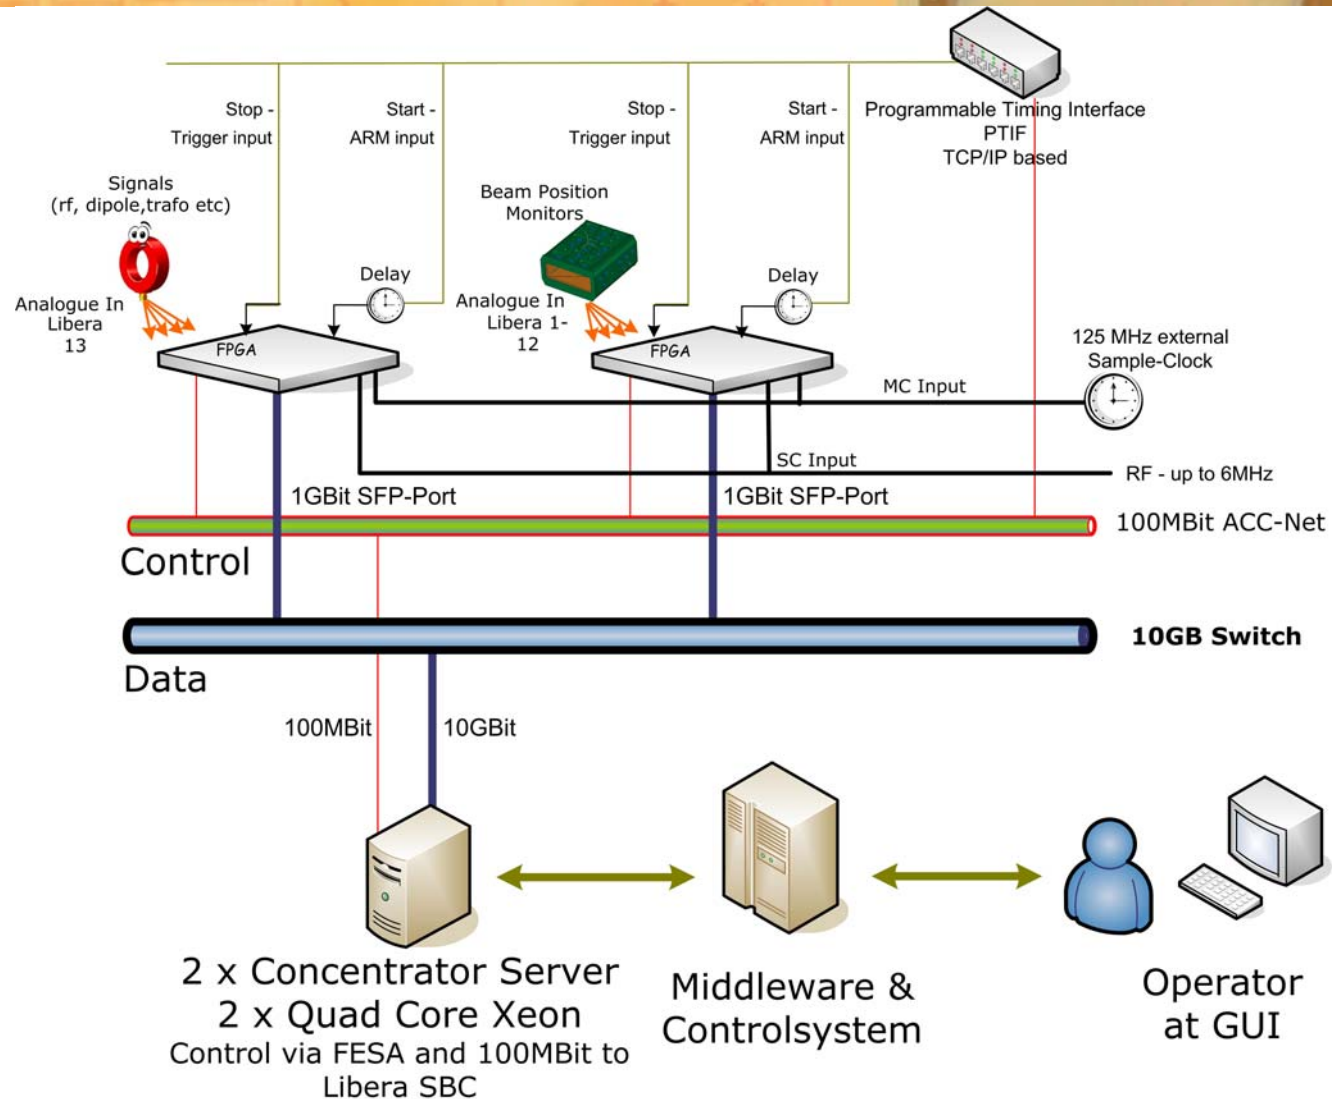 Stop -
Trigger input
Start -
ARM input
Stop -
Trigger input
Start -
ARM input
Programmable Timing Interface
PTIF
TCP/IP based
Signals
(rf, dipole,trafo etc)
Beam Position
Monitors
Analogue In
Libera
13
Delay
Analogue In
Libera 1-
12
Delay
FPGA
FPGA
125 MHz external
Sample-Clock
MC Input
SC Input
RF - up to 6MHz
1GBit SFP-Port
1GBit SFP-Port
100MBit ACC-Net
Control
10GB Switch
Data
100MBit
10GBit
2 x Concentrator Server
2 x Quad Core Xeon
Control via FESA and 100MBit to
Libera SBC
Middleware &
Controlsystem
Operator
at GUI